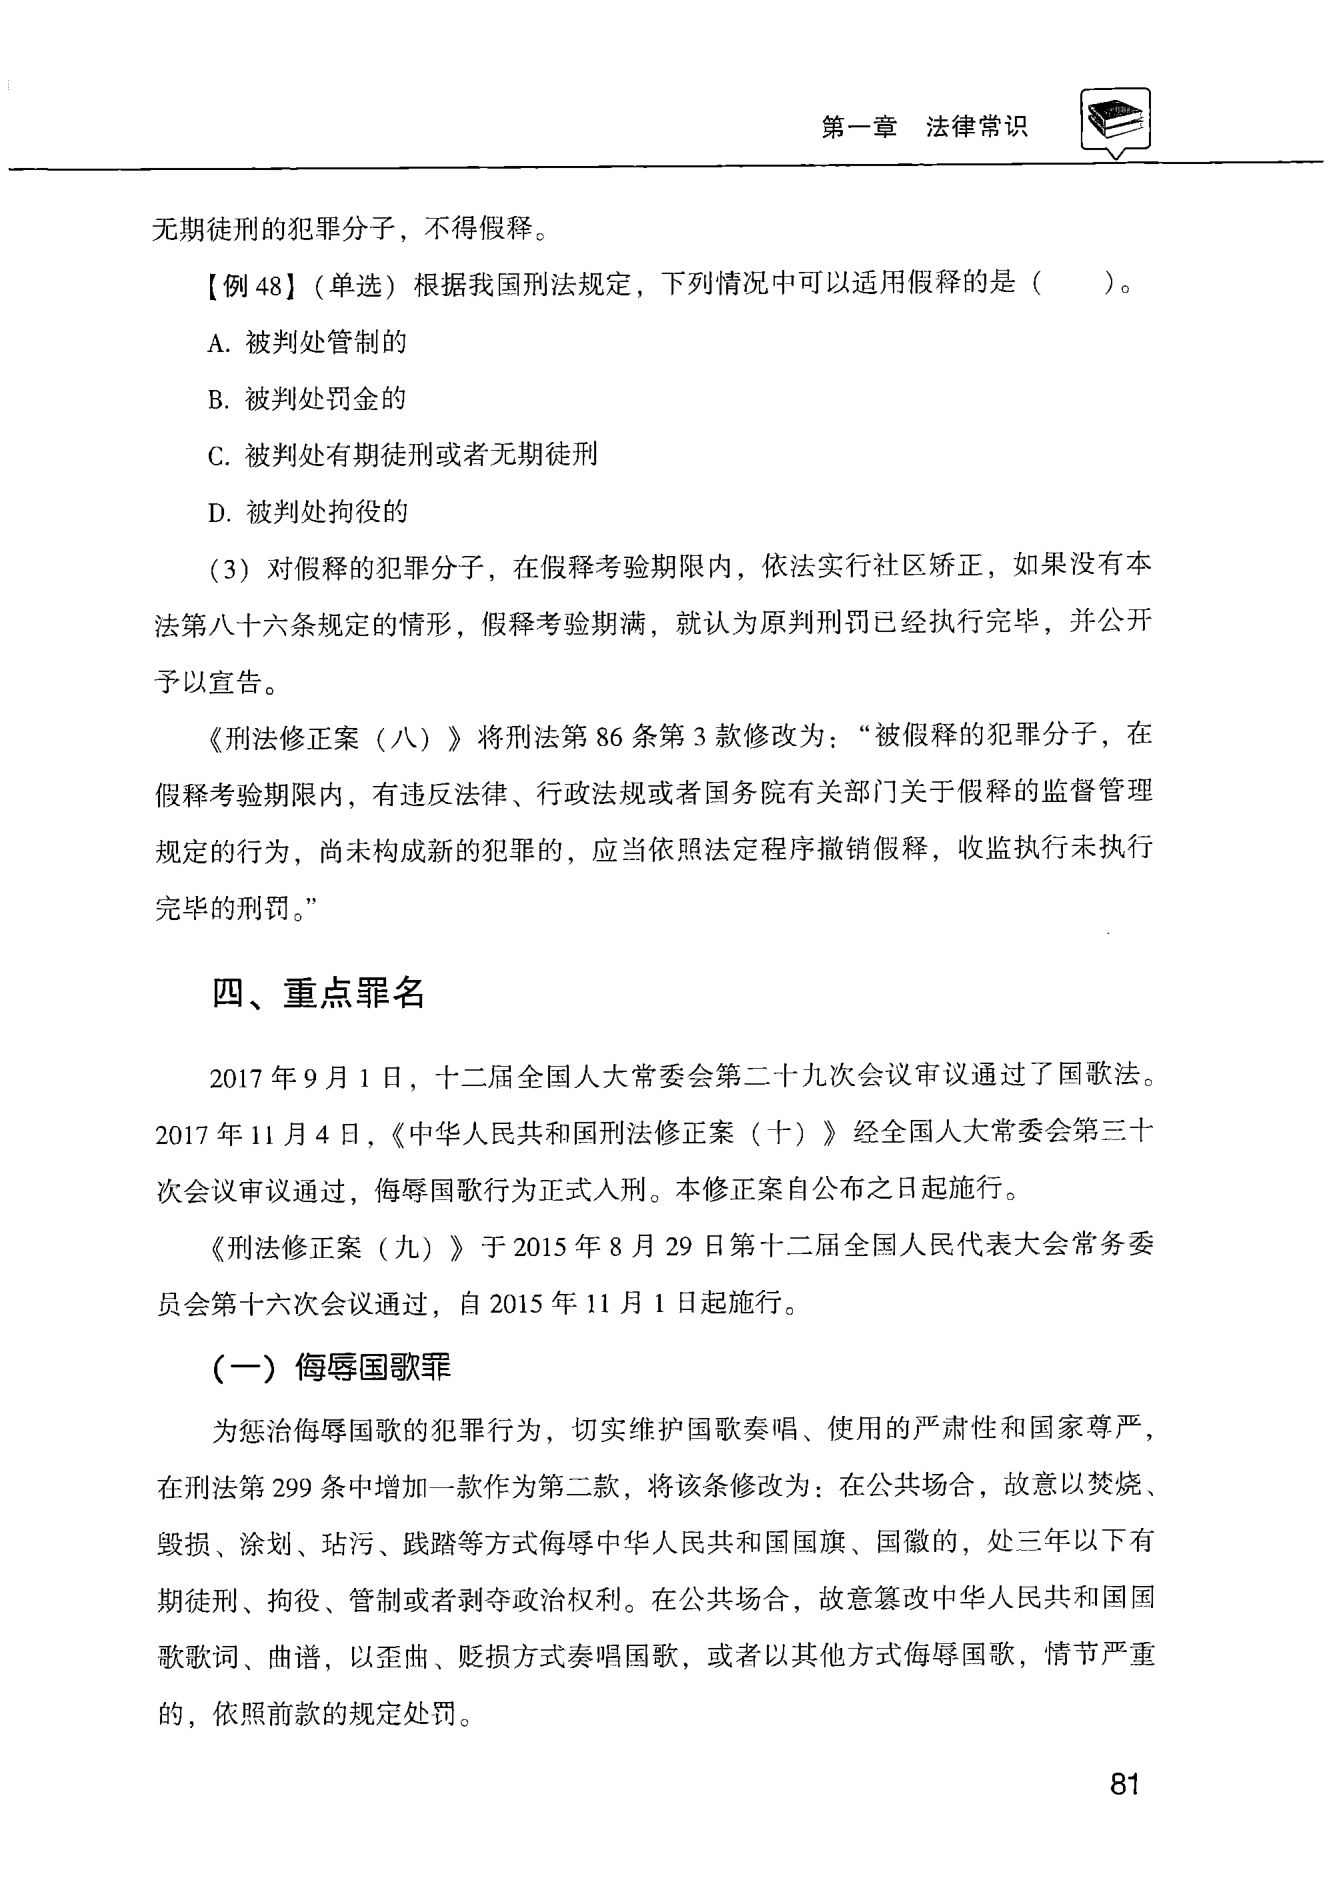 第一章 法律常识
无期徒刑的犯罪分子，不得假释。
【例 48】（单选）根据我国刑法规定，下列情况中可以适用假释的是（  ）。
A. 被判处管制的
B. 被判处罚金的
C. 被判处有期徒刑或者无期徒刑
D. 被判处拘役的
（3）对假释的犯罪分子，在假释考验期限内，依法实行社区矫正，如果没有本
法第八十六条规定的情形，假释考验期满，就认为原判刑罚已经执行完毕，并公开
予以宣告。
《刑法修正案（八）》将刑法第 86 条第 3 款修改为：“被假释的犯罪分子，在
假释考验期限内，有违反法律、行政法规或者国务院有关部门关于假释的监督管理
规定的行为，尚未构成新的犯罪的，应当依照法定程序撤销假释，收监执行未执行
完毕的刑罚。”
四、重点罪名
2017 年 9 月 1 日，十二届全国人大常委会第二十九次会议审议通过了国歌法。
2017 年 11 月 4 日，《中华人民共和国刑法修正案（十）》经全国人大常委会第三十
次会议审议通过，侮辱国歌行为正式入刑。本修正案自公布之日起施行。
《刑法修正案（九）》于 2015 年 8 月 29 日第十二届全国人民代表大会常务委
员会第十六次会议通过，自 2015 年 11 月 1 日起施行。
（一）侮辱国歌罪
为惩治侮辱国歌的犯罪行为，切实维护国歌奏唱、使用的严肃性和国家尊严，
在刑法第 299 条中增加一款作为第二款，将该条修改为：在公共场合，故意以焚烧、
毁损、涂划、玷污、践踏等方式侮辱中华人民共和国国旗、国徽的，处三年以下有
期徒刑、拘役、管制或者剥夺政治权利。在公共场合，故意篡改中华人民共和国国
歌歌词、曲谱，以歪曲、贬损方式奏唱国歌，或者以其他方式侮辱国歌，情节严重
的，依照前款的规定处罚。
81